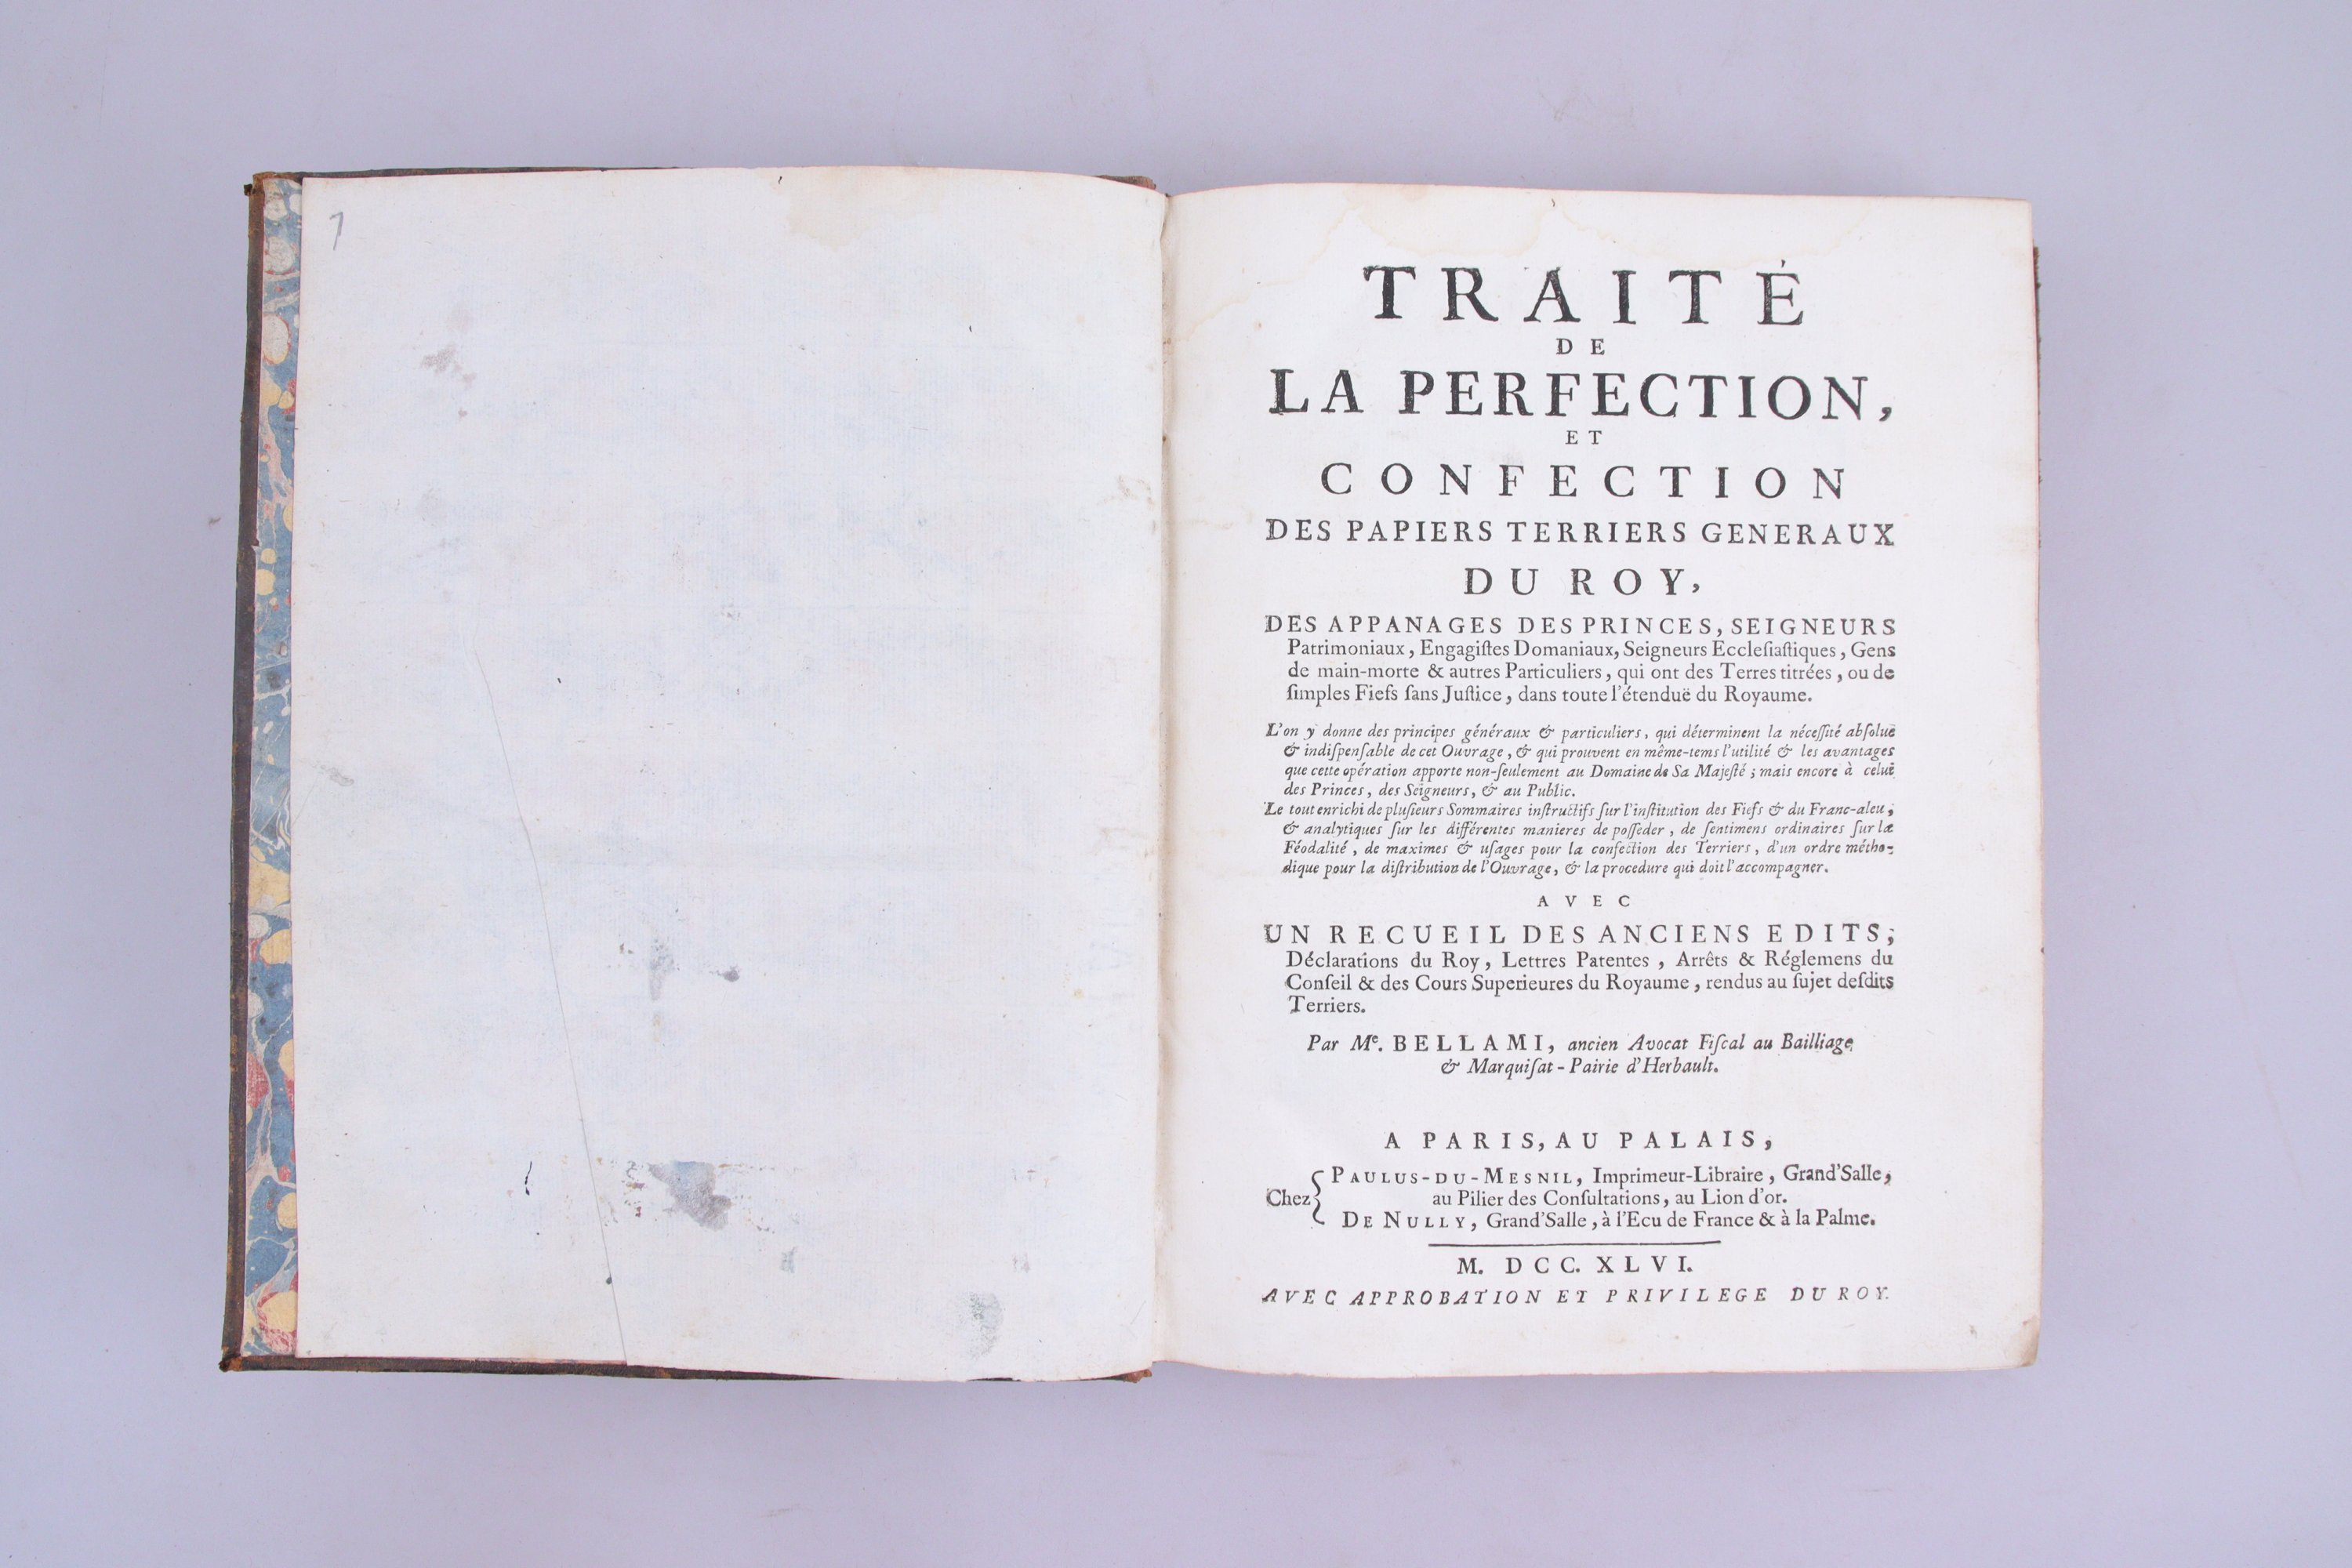 7
TRAITÉ
DE
LA PERFECTION,
ET
CONFECTION
DES PAPIERS TERRIERS GENERAUX
DU ROY,
DES APPANAGES DES PRINCES, SEIGNEURS
Patrimoniaux, Engagiſtes Domaniaux, Seigneurs Eccleſiaſtiques, Gens
de main-morte & autres Particuliers, qui ont des Terres titrées, ou de
ſimples Fiefs ſans Juſtice, dans toute l'étenduë du Royaume.
L'on y donne des principes généraux & particuliers, qui déterminent la néceſſité abſoluë
& indiſpenſable de cet Ouvrage, & qui prouvent en même-tems l'utilité & les avantages
que cette opération apporte non-ſeulement au Domaine de Sa Majeſté; mais encore à celui
des Princes, des Seigneurs, & au Public.
Le tout enrichi de pluſieurs Sommaires inſtructifs ſur l'inſtitution des Fiefs & du Franc-aleu,
& analytiques ſur les différentes manieres de poſſeder, de ſentimens ordinaires ſur la
Féodalité, de maximes & uſages pour la confection des Terriers, d'un ordre métho-
dique pour la diſtribution de l'Ouvrage, & la procedure qui doit l'accompagner.
AVEC
UN RECUEIL DES ANCIENS EDITS,
Déclarations du Roy, Lettres Patentes, Arrêts & Réglemens du
Conſeil & des Cours Superieures du Royaume, rendus au ſujet deſdits
Terriers.
Par Me. BELLAMI, ancien Avocat Fiſcal au Bailliage
& Marquiſat-Pairie d'Herbault.
A PARIS, AU PALAIS,
PAULUS-DU-MESNIL, Imprimeur-Libraire, Grand'Salle,
Chez { au Pilier des Conſultations, au Lion d'or.
DE NULLY, Grand'Salle, à l'Ecu de France & à la Palme.
M. DCC. XLVI.
AVEC APPROBATION ET PRIVILEGE DU ROY.